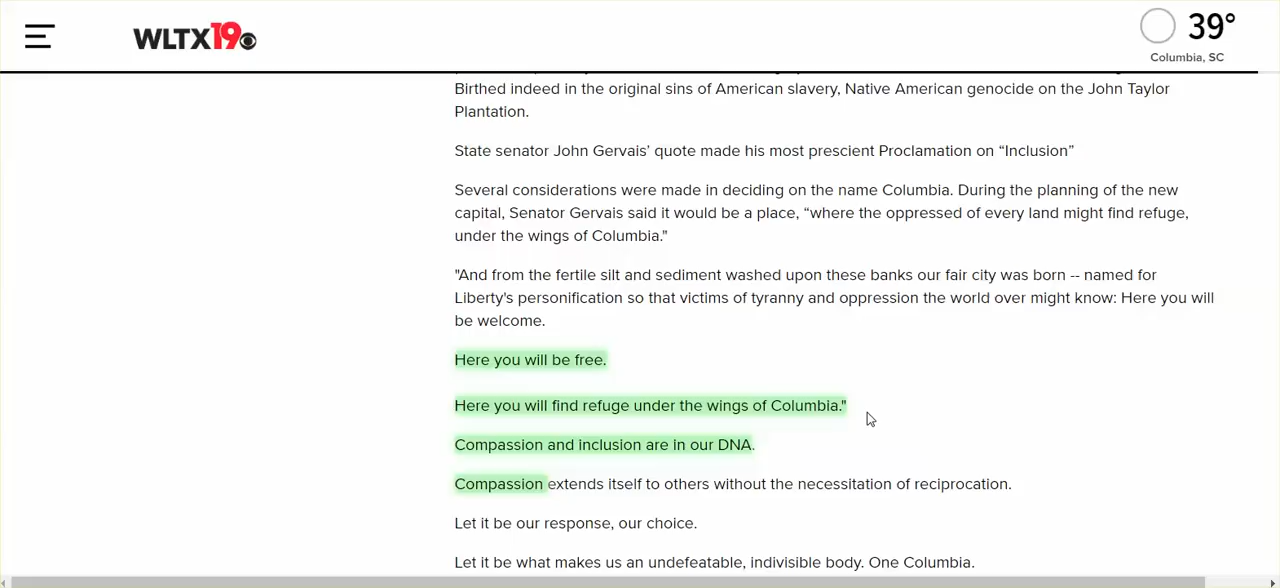 WLTX19
39°
Columbia, SC
Birthed indeed in the original sins of American slavery, Native American genocide on the John Taylor
Plantation.
State senator John Gervais’ quote made his most prescient Proclamation on “Inclusion”
Several considerations were made in deciding on the name Columbia. During the planning of the new
capital, Senator Gervais said it would be a place, “where the oppressed of every land might find refuge,
under the wings of Columbia."
"And from the fertile silt and sediment washed upon these banks our fair city was born -- named for
Liberty's personification so that victims of tyranny and oppression the world over might know: Here you will
be welcome.
Here you will be free.
Here you will find refuge under the wings of Columbia."
Compassion and inclusion are in our DNA.
Compassion extends itself to others without the necessitation of reciprocation.
Let it be our response, our choice.
Let it be what makes us an undefeatable, indivisible body. One Columbia.